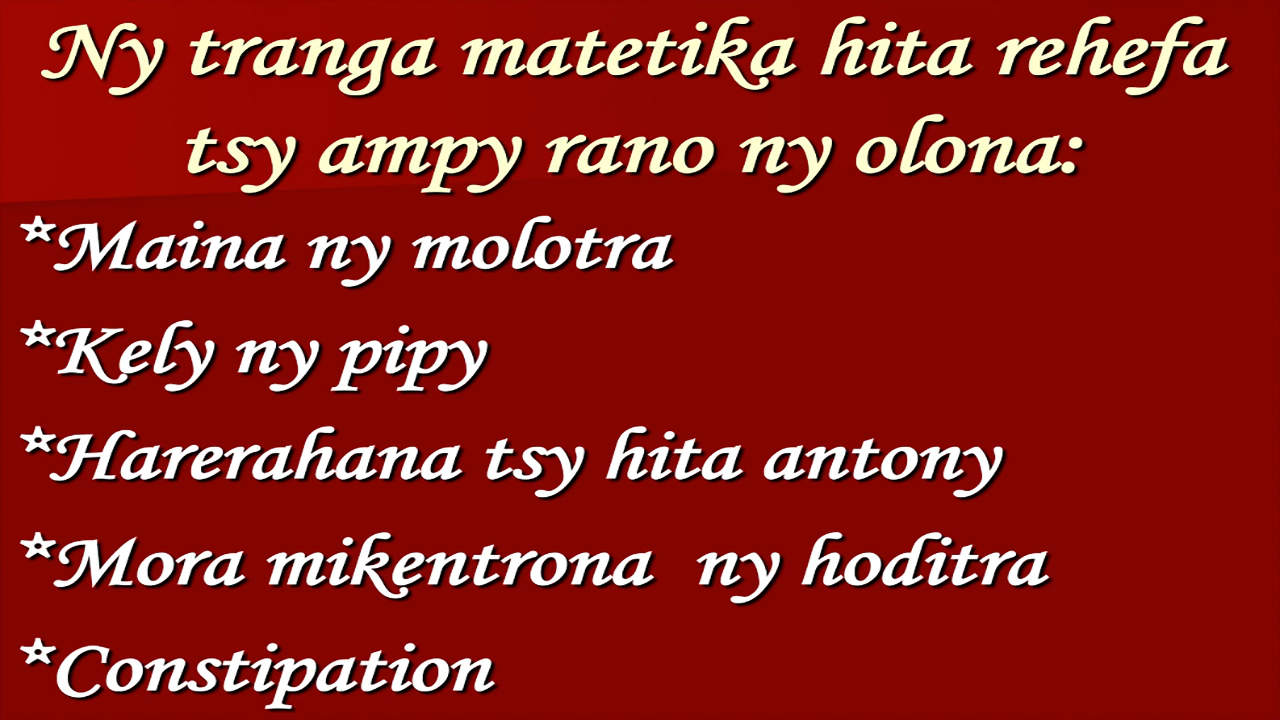 Ny tranga matetika hita rehefa
tsy ampy rano ny olona:
*Maina ny molotra
*Kely ny pipy
*Harerahana tsy hita antony
*Mora mikentrona  ny hoditra
*Constipation